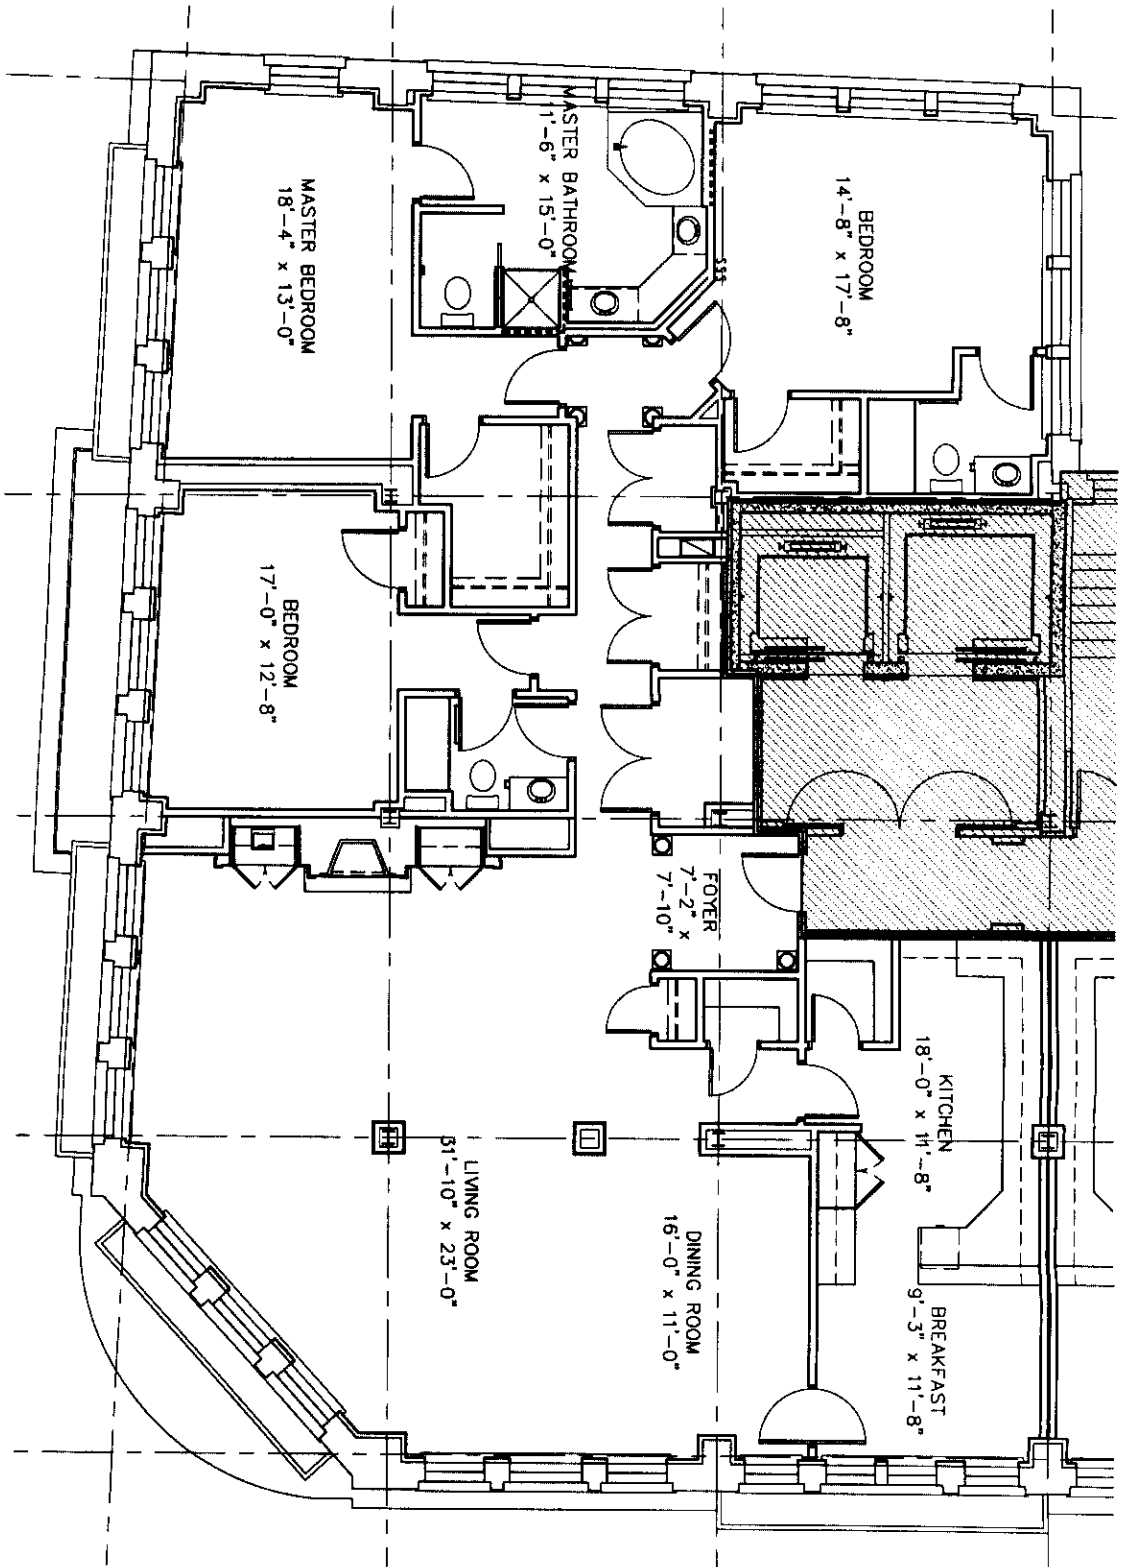 BEDROOM
14'-8" x 17'-8"
MASTER BATHROOM
11'-6" x 15'-0"
MASTER BEDROOM
18'-4" x 13'-0"
BEDROOM
17'-0" x 12'-8"
FOYER
7'-2" x
7'-10"
KITCHEN
18'-0" x 11'-8"
BREAKFAST
9'-3" x 11'-8"
DINING ROOM
16'-0" x 11'-0"
LIVING ROOM
31'-10" x 23'-0"